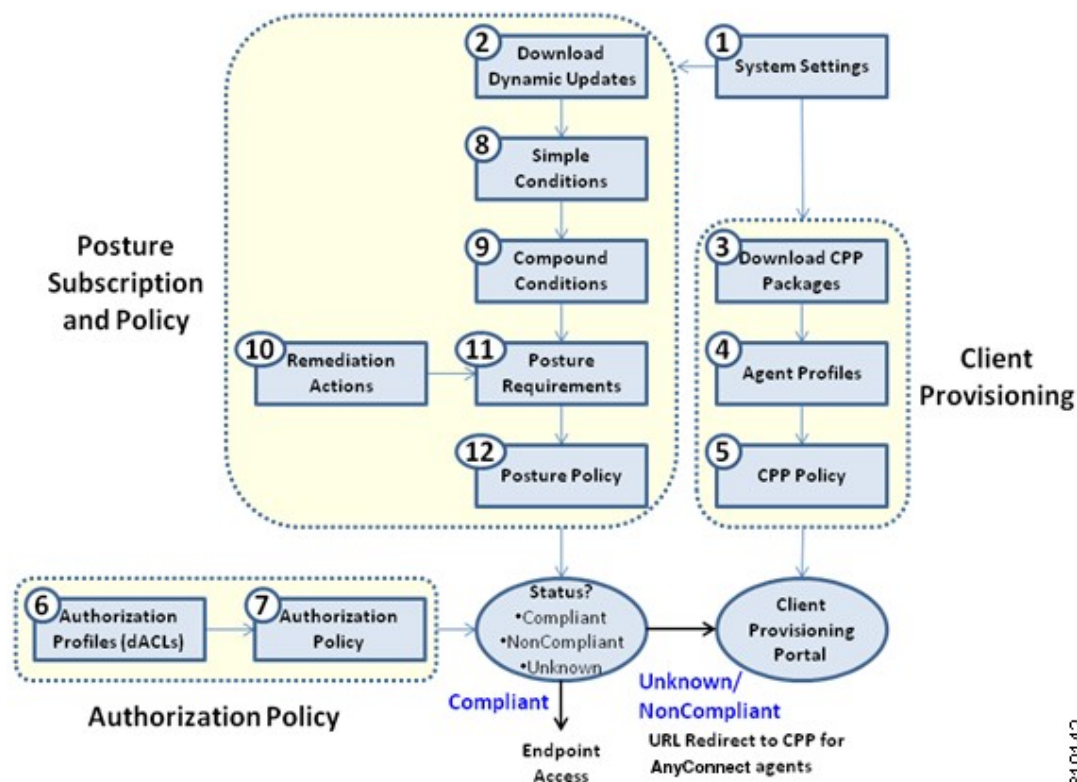 2
Download
Dynamic Updates
1
System Settings
8
Simple
Conditions
9
Compound
Conditions
3
Download CPP
Packages
Posture
Subscription
and Policy
10
Remediation
Actions
11
Posture
Requirements
4
Agent Profiles
Client
Provisioning
12
Posture Policy
5
CPP Policy
6
Authorization
Profiles (dACLs)
7
Authorization
Policy
Status?
•Compliant
•NonCompliant
•Unknown
Client
Provisioning
Portal
Authorization Policy
Compliant
Unknown/
NonCompliant
URL Redirect to CPP for
AnyConnect agents
Endpoint
Access